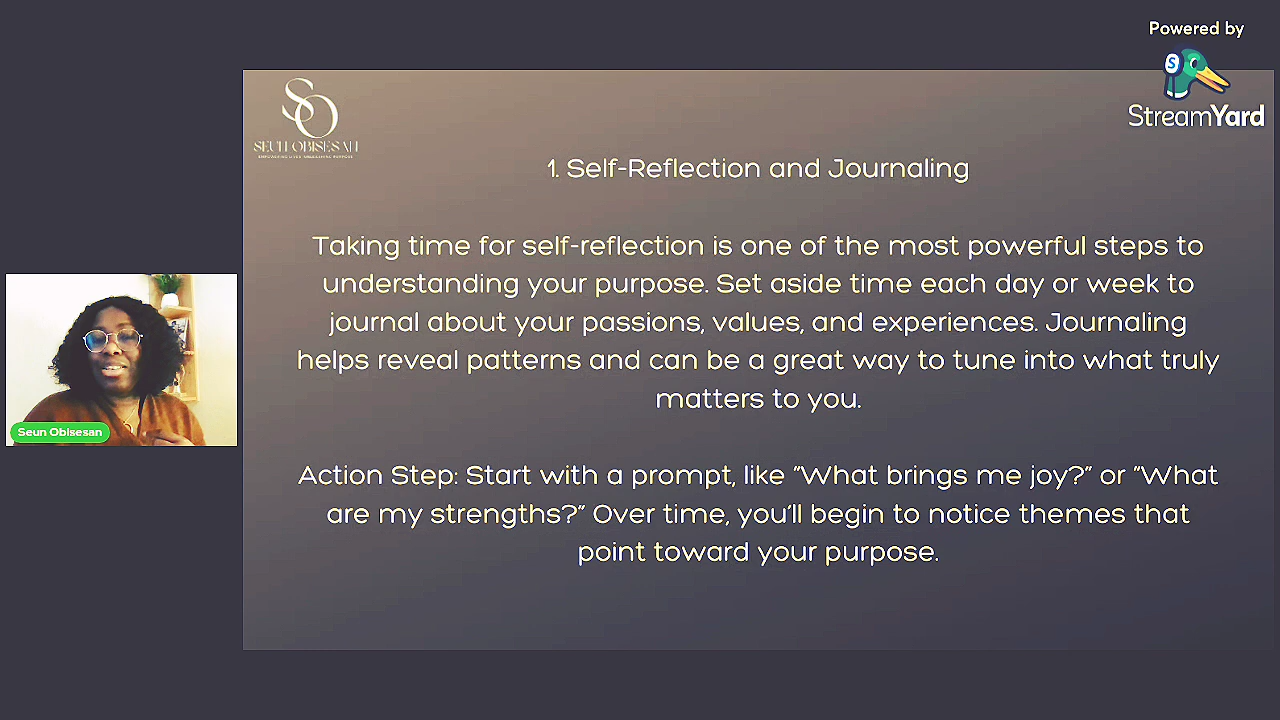 Powered by
StreamYard
SO
SEUN OBISESAN
1. Self-Reflection and Journaling
Taking time for self-reflection is one of the most powerful steps to
understanding your purpose. Set aside time each day or week to
journal about your passions, values, and experiences. Journaling
helps reveal patterns and can be a great way to tune into what truly
matters to you.
Action Step: Start with a prompt, like “What brings me joy?” or “What
are my strengths?” Over time, you’ll begin to notice themes that
point toward your purpose.
Seun Obisesan